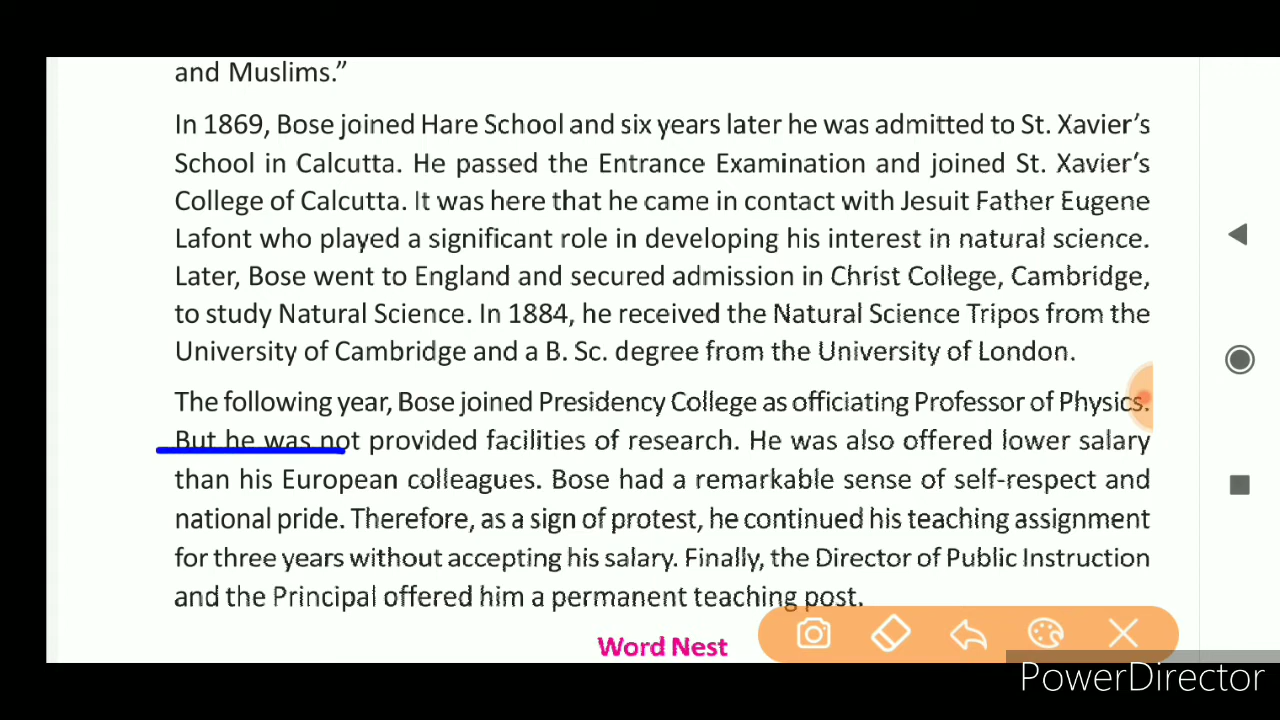 and Muslims.”
In 1869, Bose joined Hare School and six years later he was admitted to St. Xavier’s
School in Calcutta. He passed the Entrance Examination and joined St. Xavier’s
College of Calcutta. It was here that he came in contact with Jesuit Father Eugene
Lafont who played a significant role in developing his interest in natural science.
Later, Bose went to England and secured admission in Christ College, Cambridge,
to study Natural Science. In 1884, he received the Natural Science Tripos from the
University of Cambridge and a B. Sc. degree from the University of London.
The following year, Bose joined Presidency College as officiating Professor of Physics.
But he was not provided facilities of research. He was also offered lower salary
than his European colleagues. Bose had a remarkable sense of self-respect and
national pride. Therefore, as a sign of protest, he continued his teaching assignment
for three years without accepting his salary. Finally, the Director of Public Instruction
and the Principal offered him a permanent teaching post.
Word Nest
PowerDirector